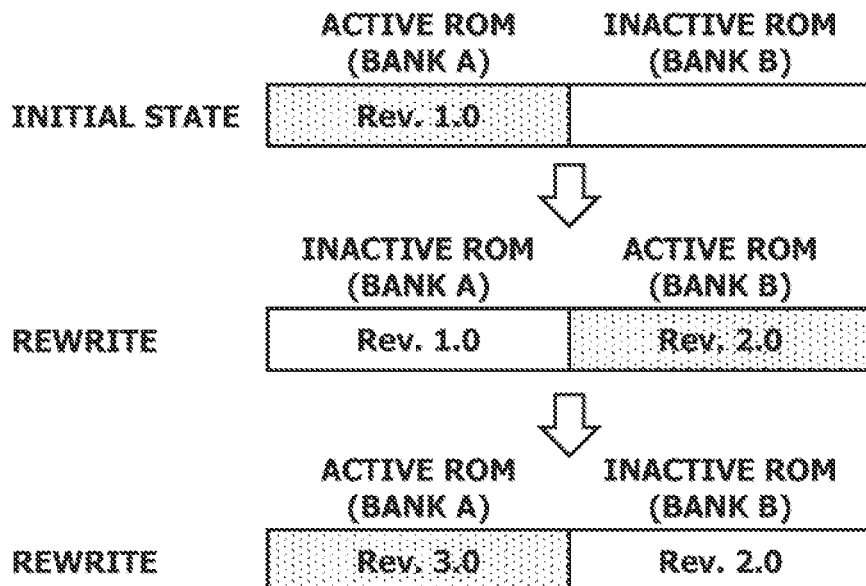 ACTIVE ROM INACTIVE ROM
(BANK A) (BANK B)
INITIAL STATE Rev. 1.0
INACTIVE ROM ACTIVE ROM
(BANK A) (BANK B)
REWRITE Rev. 1.0 Rev. 2.0
ACTIVE ROM INACTIVE ROM
(BANK A) (BANK B)
REWRITE Rev. 3.0 Rev. 2.0